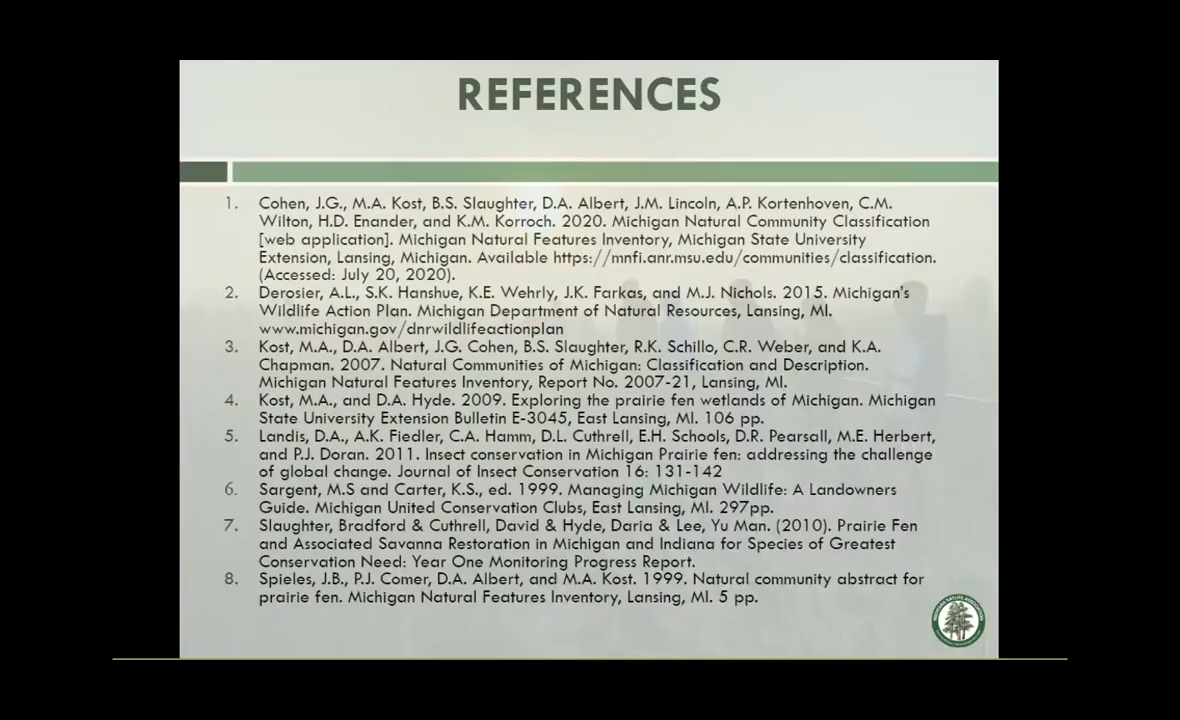 REFERENCES
1. Cohen, J.G., M.A. Kost, B.S. Slaughter, D.A. Albert, J.M. Lincoln, A.P. Kortenhoven, C.M.
Wilton, H.D. Enander, and K.M. Korroch. 2020. Michigan Natural Community Classification
[web application]. Michigan Natural Features Inventory, Michigan State University
Extension, Lansing, Michigan. Available https://mnfi.anr.msu.edu/communities/classification.
(Accessed: July 20, 2020).
2. Derosier, A.L., S.K. Hanshue, K.E. Wehrly, J.K. Farkas, and M.J. Nichols. 2015. Michigan's
Wildlife Action Plan. Michigan Department of Natural Resources, Lansing, MI.
www.michigan.gov/dnrwildlifeactionplan
3. Kost, M.A., D.A. Albert, J.G. Cohen, B.S. Slaughter, R.K. Schillo, C.R. Weber, and K.A.
Chapman. 2007. Natural Communities of Michigan: Classification and Description.
Michigan Natural Features Inventory, Report No. 2007-21, Lansing, MI.
4. Kost, M.A., and D.A. Hyde. 2009. Exploring the prairie fen wetlands of Michigan. Michigan
State University Extension Bulletin E-3045, East Lansing, MI. 106 pp.
5. Landis, D.A., A.K. Fiedler, C.A. Hamm, D.L. Cuthrell, E.H. Schools, D.R. Pearsall, M.E. Herbert,
and P.J. Doran. 2011. Insect conservation in Michigan Prairie fen: addressing the challenge
of global change. Journal of Insect Conservation 16: 131-142
6. Sargent, M.S and Carter, K.S., ed. 1999. Managing Michigan Wildlife: A Landowners
Guide. Michigan United Conservation Clubs, East Lansing, MI. 297pp.
7. Slaughter, Bradford & Cuthrell, David & Hyde, Daria & Lee, Yu Man. (2010). Prairie Fen
and Associated Savanna Restoration in Michigan and Indiana for Species of Greatest
Conservation Need: Year One Monitoring Progress Report.
8. Spieles, J.B., P.J. Comer, D.A. Albert, and M.A. Kost. 1999. Natural community abstract for
prairie fen. Michigan Natural Features Inventory, Lansing, MI. 5 pp.
MICHIGAN NATURE ASSOCIATION